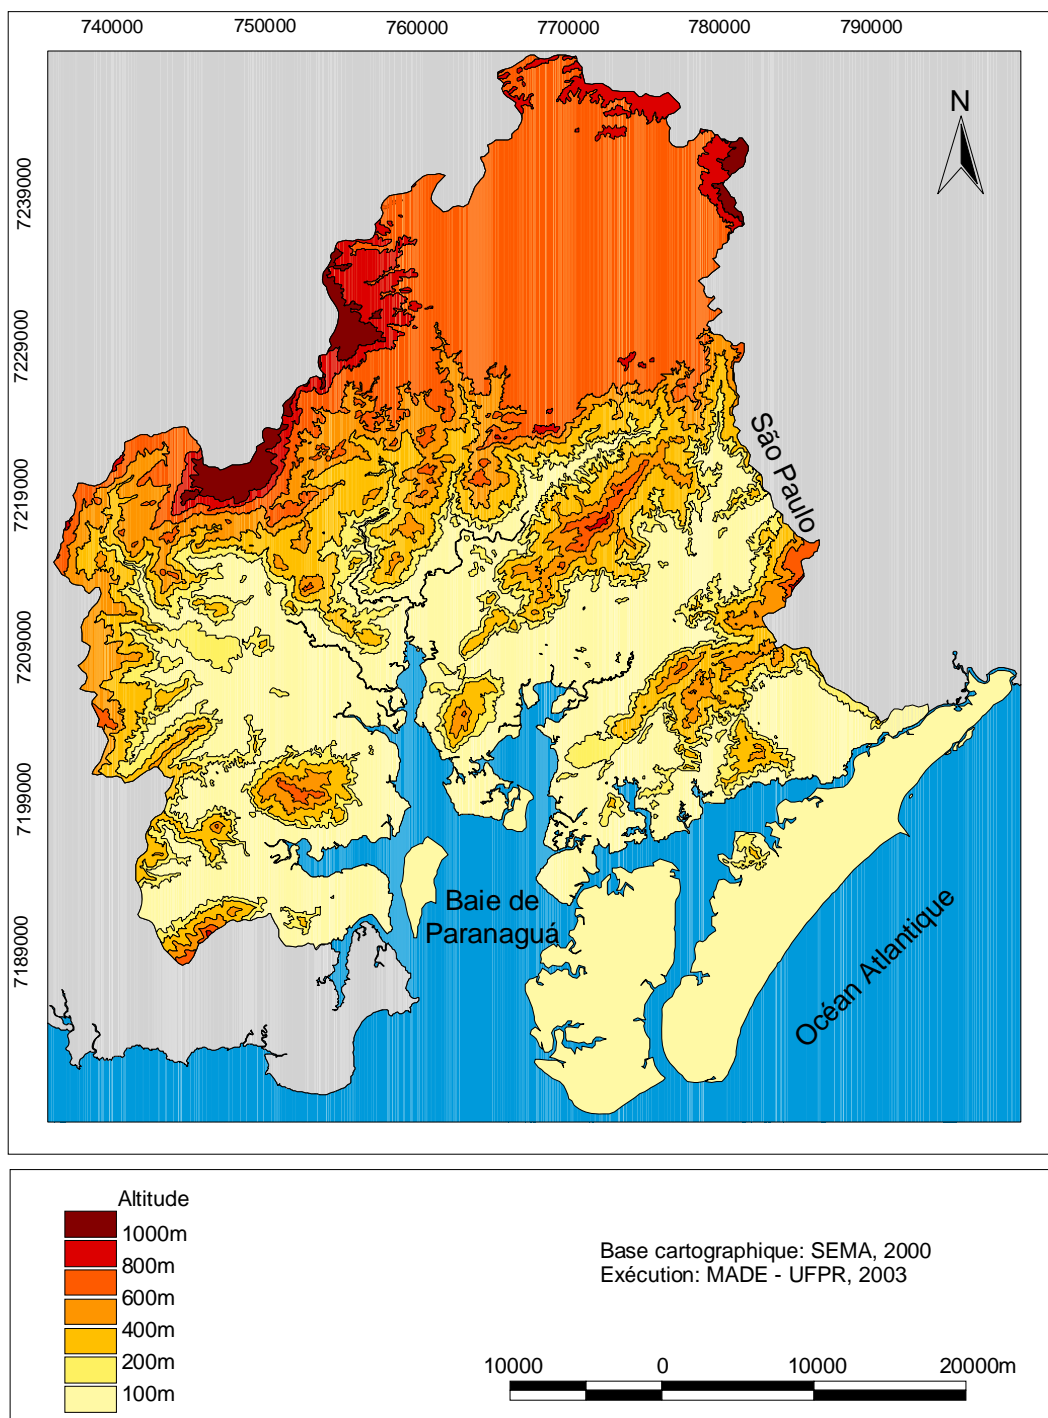 740000 750000 760000 770000 780000 790000
N
7239000
7229000
7219000
7209000
7199000
7189000
São Paulo
Baie de
Paranaguá
Océan Atlantique
Altitude
1000m
800m
600m
400m
200m
100m
Base cartographique: SEMA, 2000
Exécution: MADE - UFPR, 2003
10000 0 10000 20000m